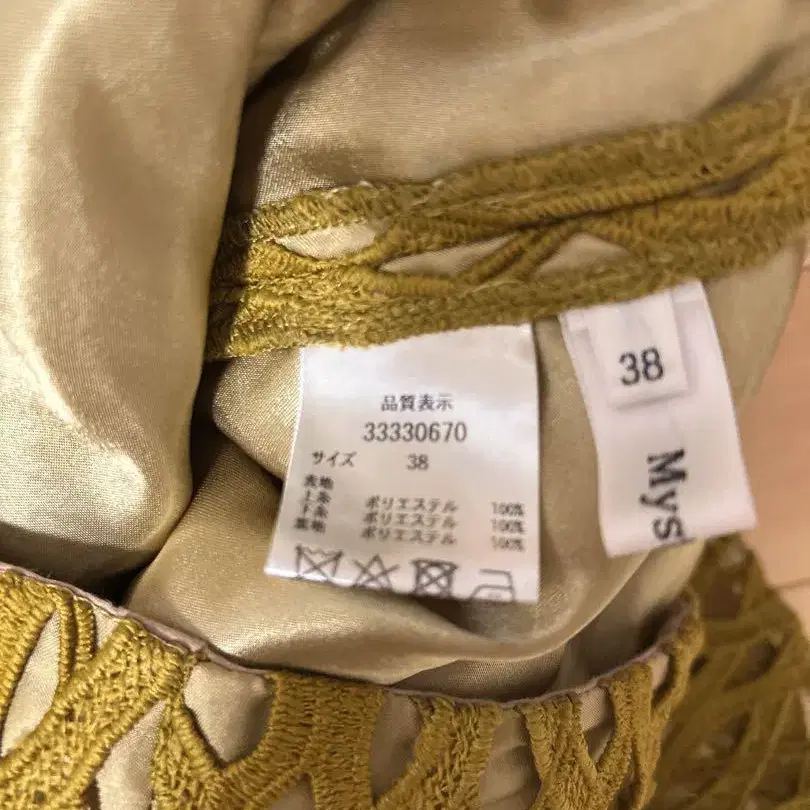 品質表示
33330670
サイズ 38
表地
上糸 ポリエステル 100%
下糸 ポリエステル 100%
裏地 ポリエステル 100%
38
Mys